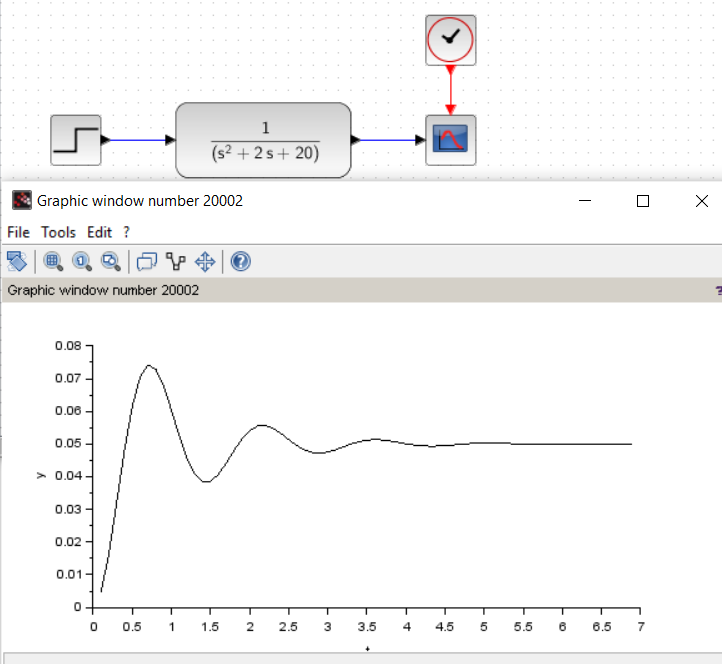 1
(s² + 2 s + 20)
Graphic window number 20002
File Tools Edit ?
Graphic window number 20002 ?
0.08
0.07
0.06
0.05
0.04
0.03
0.02
0.01
0
y
0 0.5 1 1.5 2 2.5 3 3.5 4 4.5 5 5.5 6 6.5 7